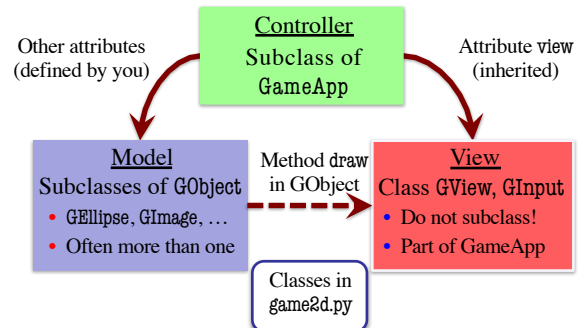 Controller
Subclass of
GameApp
Other attributes
(defined by you)
Attribute view
(inherited)
Model
Subclasses of GObject
• GEllipse, GImage, …
• Often more than one
Method draw
in GObject
View
Class GView, GInput
• Do not subclass!
• Part of GameApp
Classes in
game2d.py